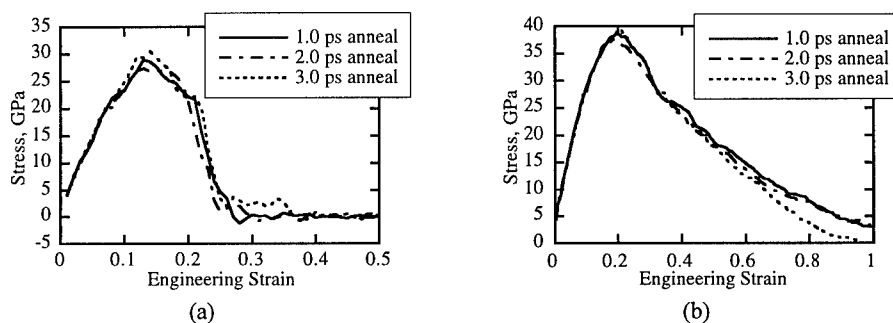 35
30
25
20
15
10
5
0
-5
Stress, GPa
1.0 ps anneal
2.0 ps anneal
3.0 ps anneal
0 0.1 0.2 0.3 0.4 0.5
Engineering Strain
(a)
40
35
30
25
20
15
10
5
0
Stress, GPa
1.0 ps anneal
2.0 ps anneal
3.0 ps anneal
0 0.2 0.4 0.6 0.8 1
Engineering Strain
(b)